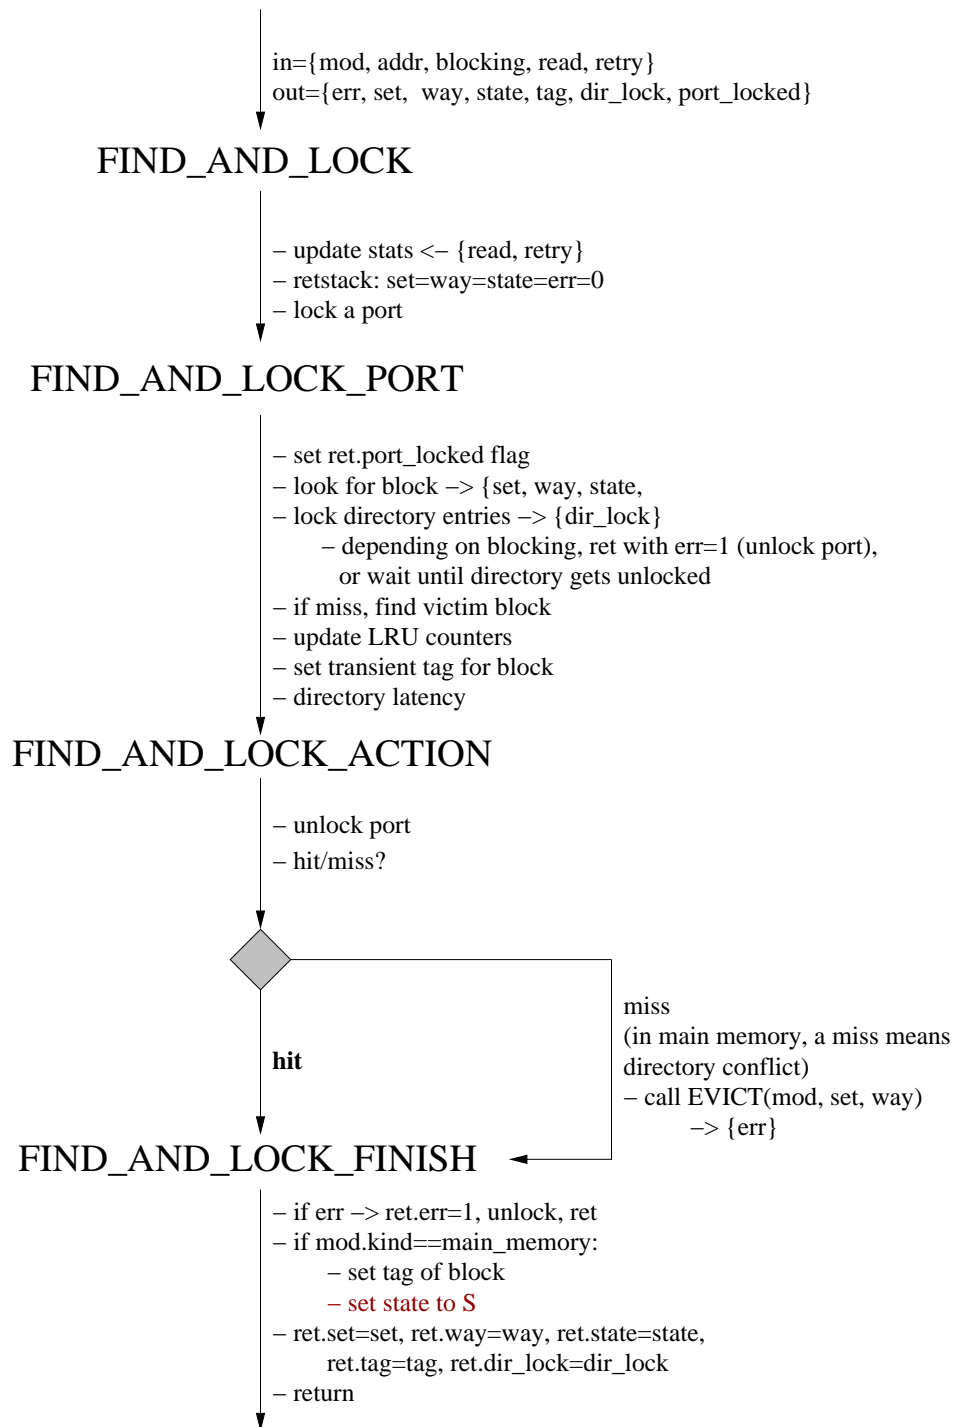 in={mod, addr, blocking, read, retry}
out={err, set, way, state, tag, dir_lock, port_locked}
FIND_AND_LOCK
– update stats <– {read, retry}
– retstack: set=way=state=err=0
– lock a port
FIND_AND_LOCK_PORT
– set ret.port_locked flag
– look for block –> {set, way, state,
– lock directory entries –> {dir_lock}
– depending on blocking, ret with err=1 (unlock port),
or wait until directory gets unlocked
– if miss, find victim block
– update LRU counters
– set transient tag for block
– directory latency
FIND_AND_LOCK_ACTION
– unlock port
– hit/miss?
miss
(in main memory, a miss means
directory conflict)
– call EVICT(mod, set, way)
–> {err}
hit
FIND_AND_LOCK_FINISH
– if err –> ret.err=1, unlock, ret
– if mod.kind==main_memory:
– set tag of block
– set state to S
– ret.set=set, ret.way=way, ret.state=state,
ret.tag=tag, ret.dir_lock=dir_lock
– return